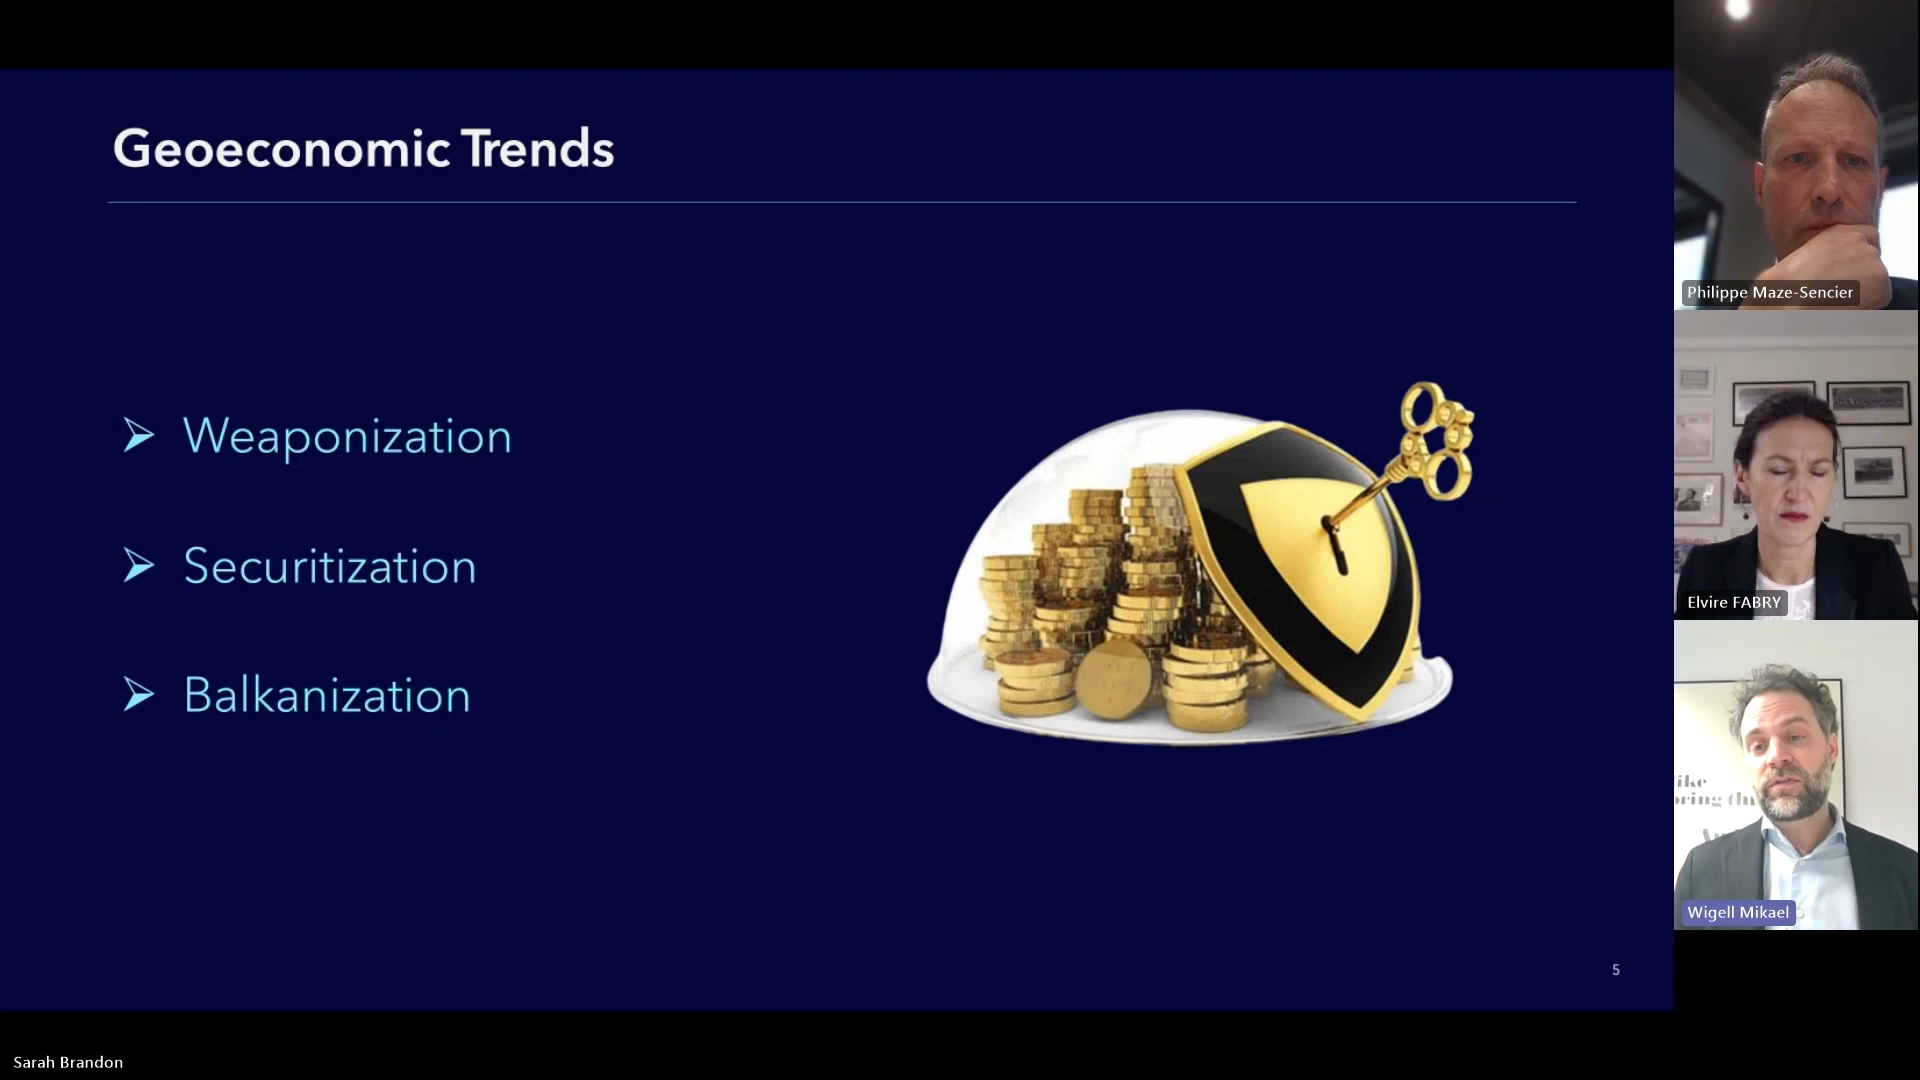 Geoeconomic Trends
Weaponization
Securitization
Balkanization
5
Philippe Maze-Sencier
Elvire FABRY
Wigell Mikael
Sarah Brandon